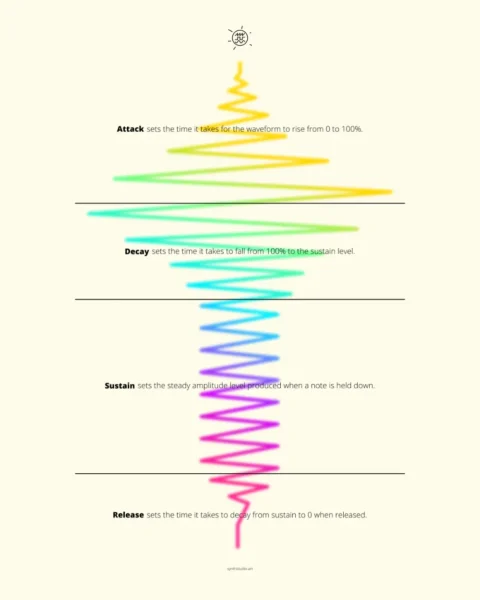 Attack sets the time it takes for the waveform to rise from 0 to 100%.
Decay sets the time it takes to fall from 100% to the sustain level.
Sustain sets the steady amplitude level produced when a note is held down.
Release sets the time it takes to decay from sustain to 0 when released.